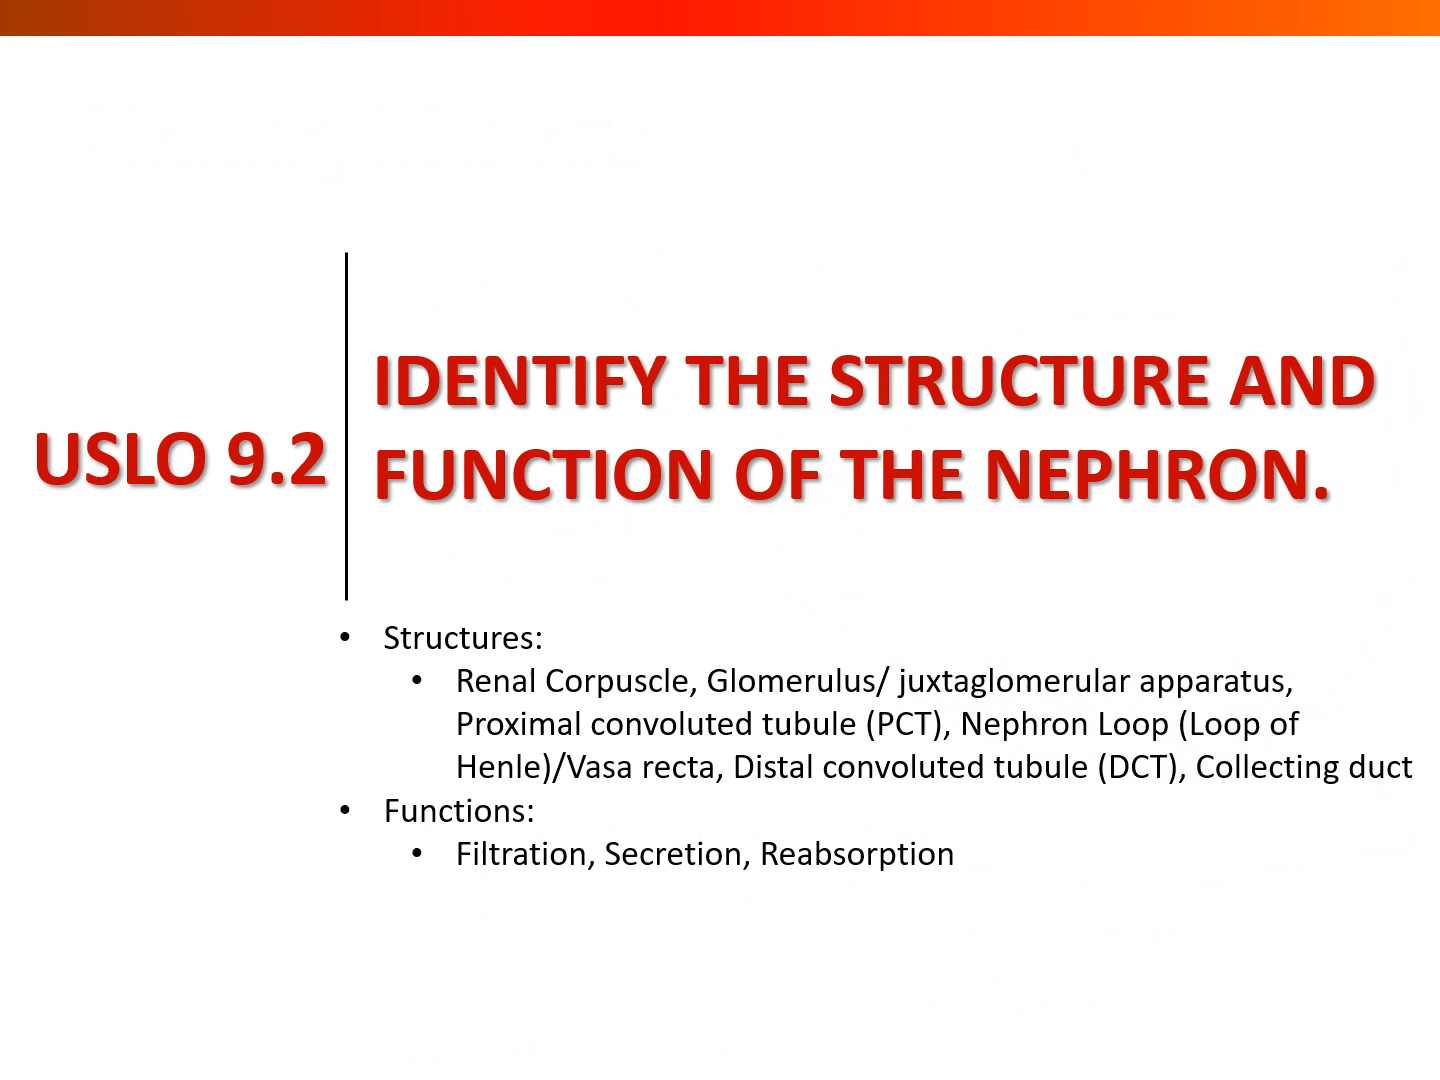 USLO 9.2
IDENTIFY THE STRUCTURE AND
FUNCTION OF THE NEPHRON.
• Structures:
• Renal Corpuscle, Glomerulus/ juxtaglomerular apparatus,
Proximal convoluted tubule (PCT), Nephron Loop (Loop of
Henle)/Vasa recta, Distal convoluted tubule (DCT), Collecting duct
• Functions:
• Filtration, Secretion, Reabsorption